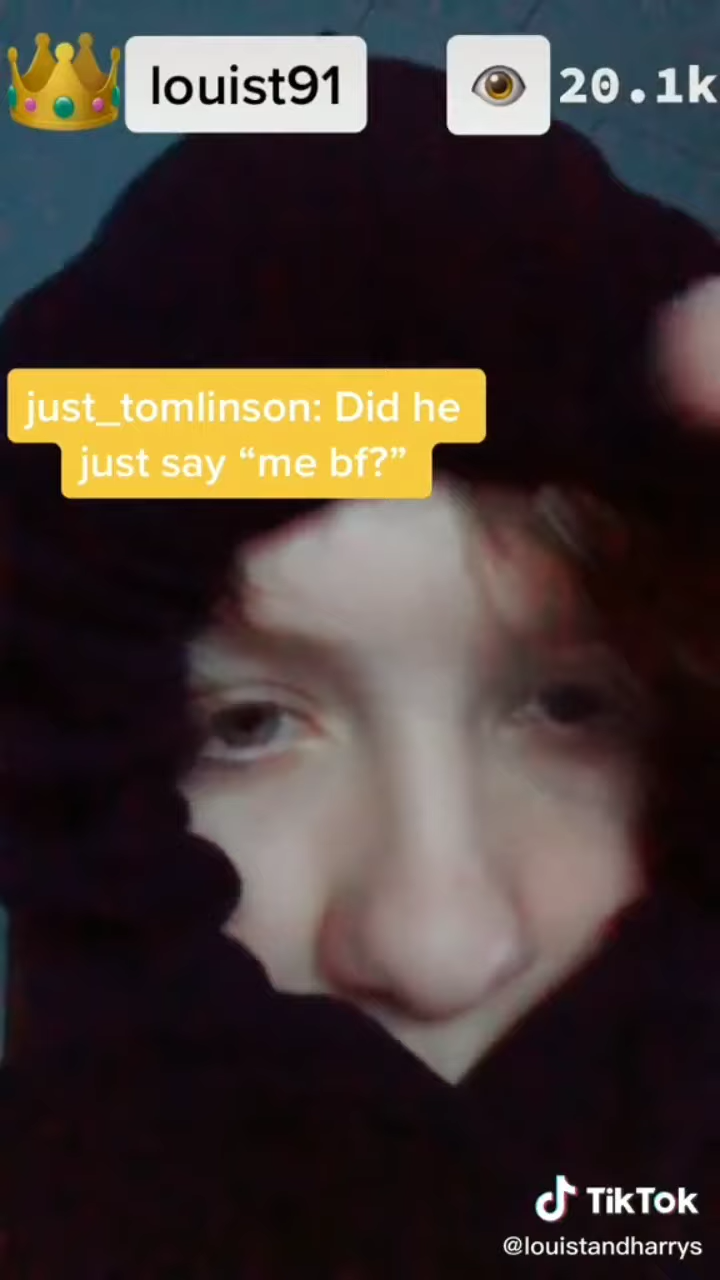 louist91
20.1k
just_tomlinson: Did he
just say “me bf?”
TikTok
@louistandharrys